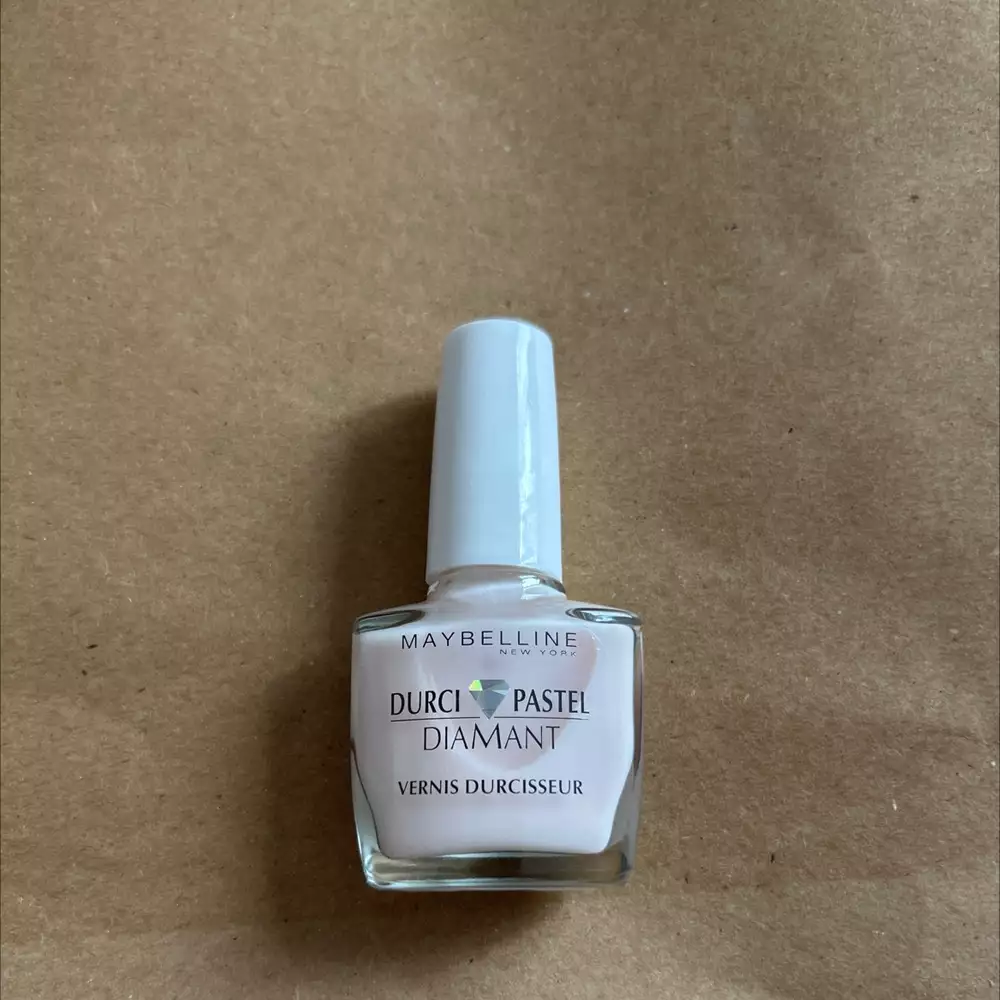 MAYBELLINE
NEW YORK
DURCI PASTEL
DIAMANT
VERNIS DURCISSEUR